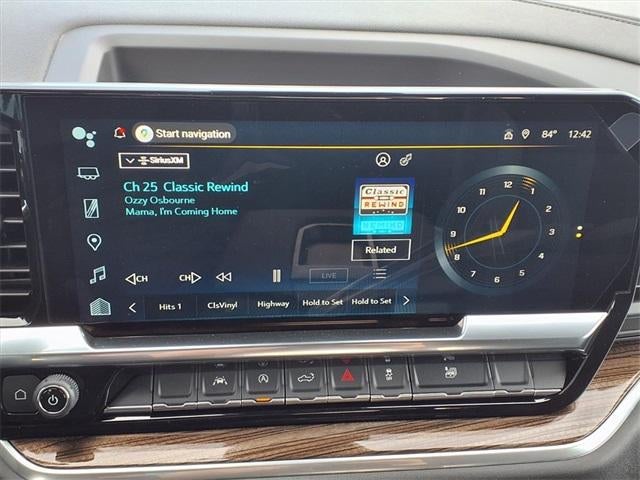 Start navigation
84° 12:42
SiriusXM
Ch 25 Classic Rewind
Ozzy Osbourne
Mama, I'm Coming Home
Classic
REWIND
Related
CH CH LIVE
Hits 1 ClsVinyl Highway Hold to Set Hold to Set
12
1
2
3
4
5
6
7
8
9
10
11